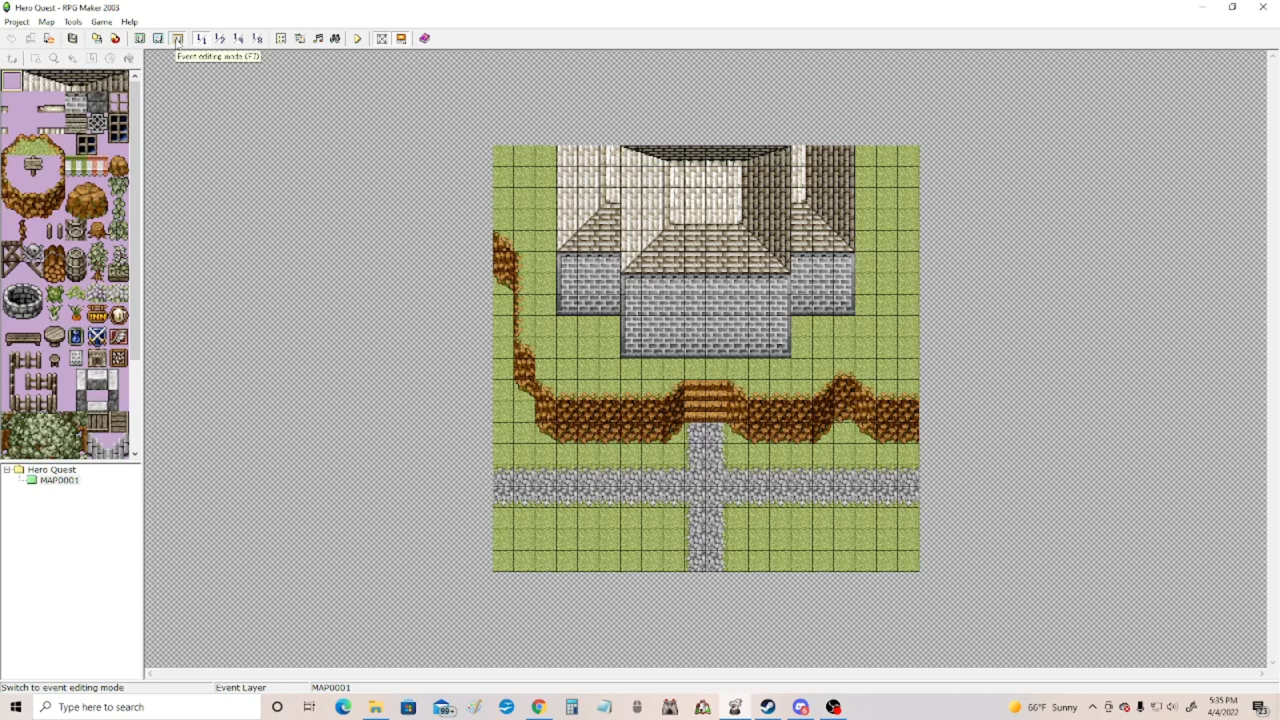 Hero Quest - RPG Maker 2003
Project Map Tools Game Help
Event editing mode (F7)
INN
Hero Quest
MAP0001
Switch to event editing mode Event Layer MAP0001
Type here to search
99+
66°F Sunny
5:35 PM
4/4/2022
23